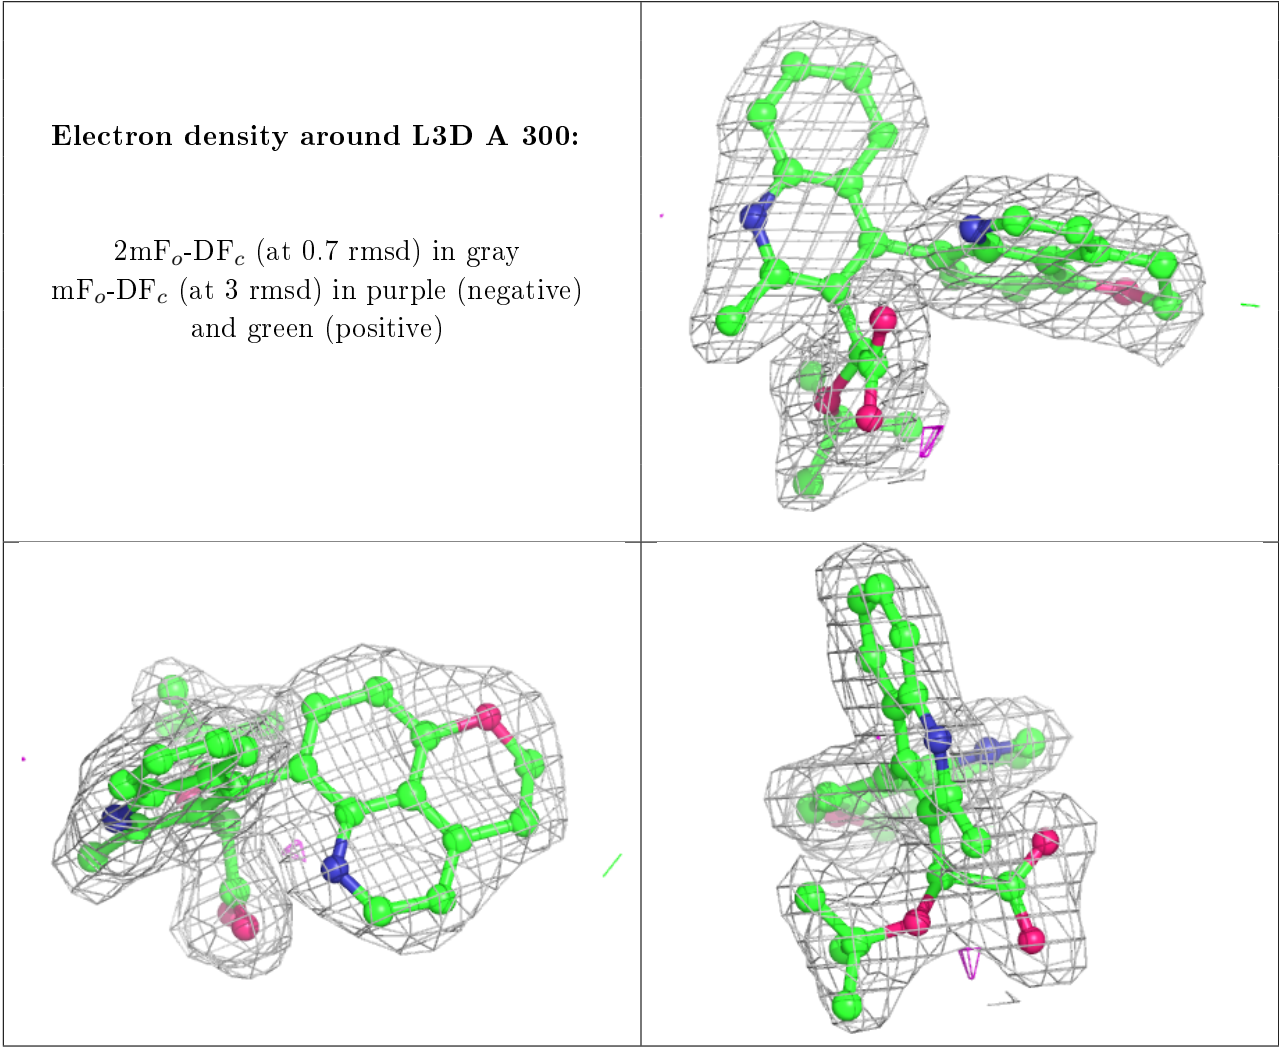 Electron density around L3D A 300:
2mFo-DFc (at 0.7 rmsd) in gray
mFo-DFc (at 3 rmsd) in purple (negative)
and green (positive)